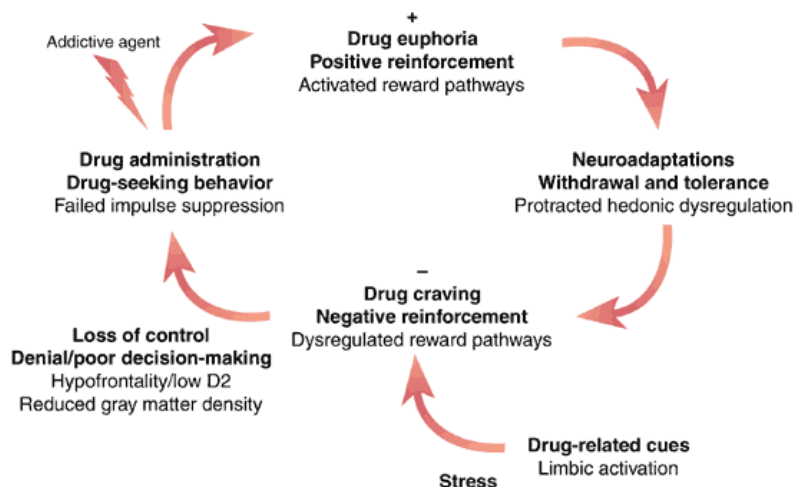 +
Drug euphoria
Positive reinforcement
Activated reward pathways
Addictive agent
Drug administration
Drug-seeking behavior
Failed impulse suppression
Neuroadaptations
Withdrawal and tolerance
Protracted hedonic dysregulation
–
Drug craving
Negative reinforcement
Dysregulated reward pathways
Loss of control
Denial/poor decision-making
Hypofrontality/low D2
Reduced gray matter density
Drug-related cues
Limbic activation
Stress